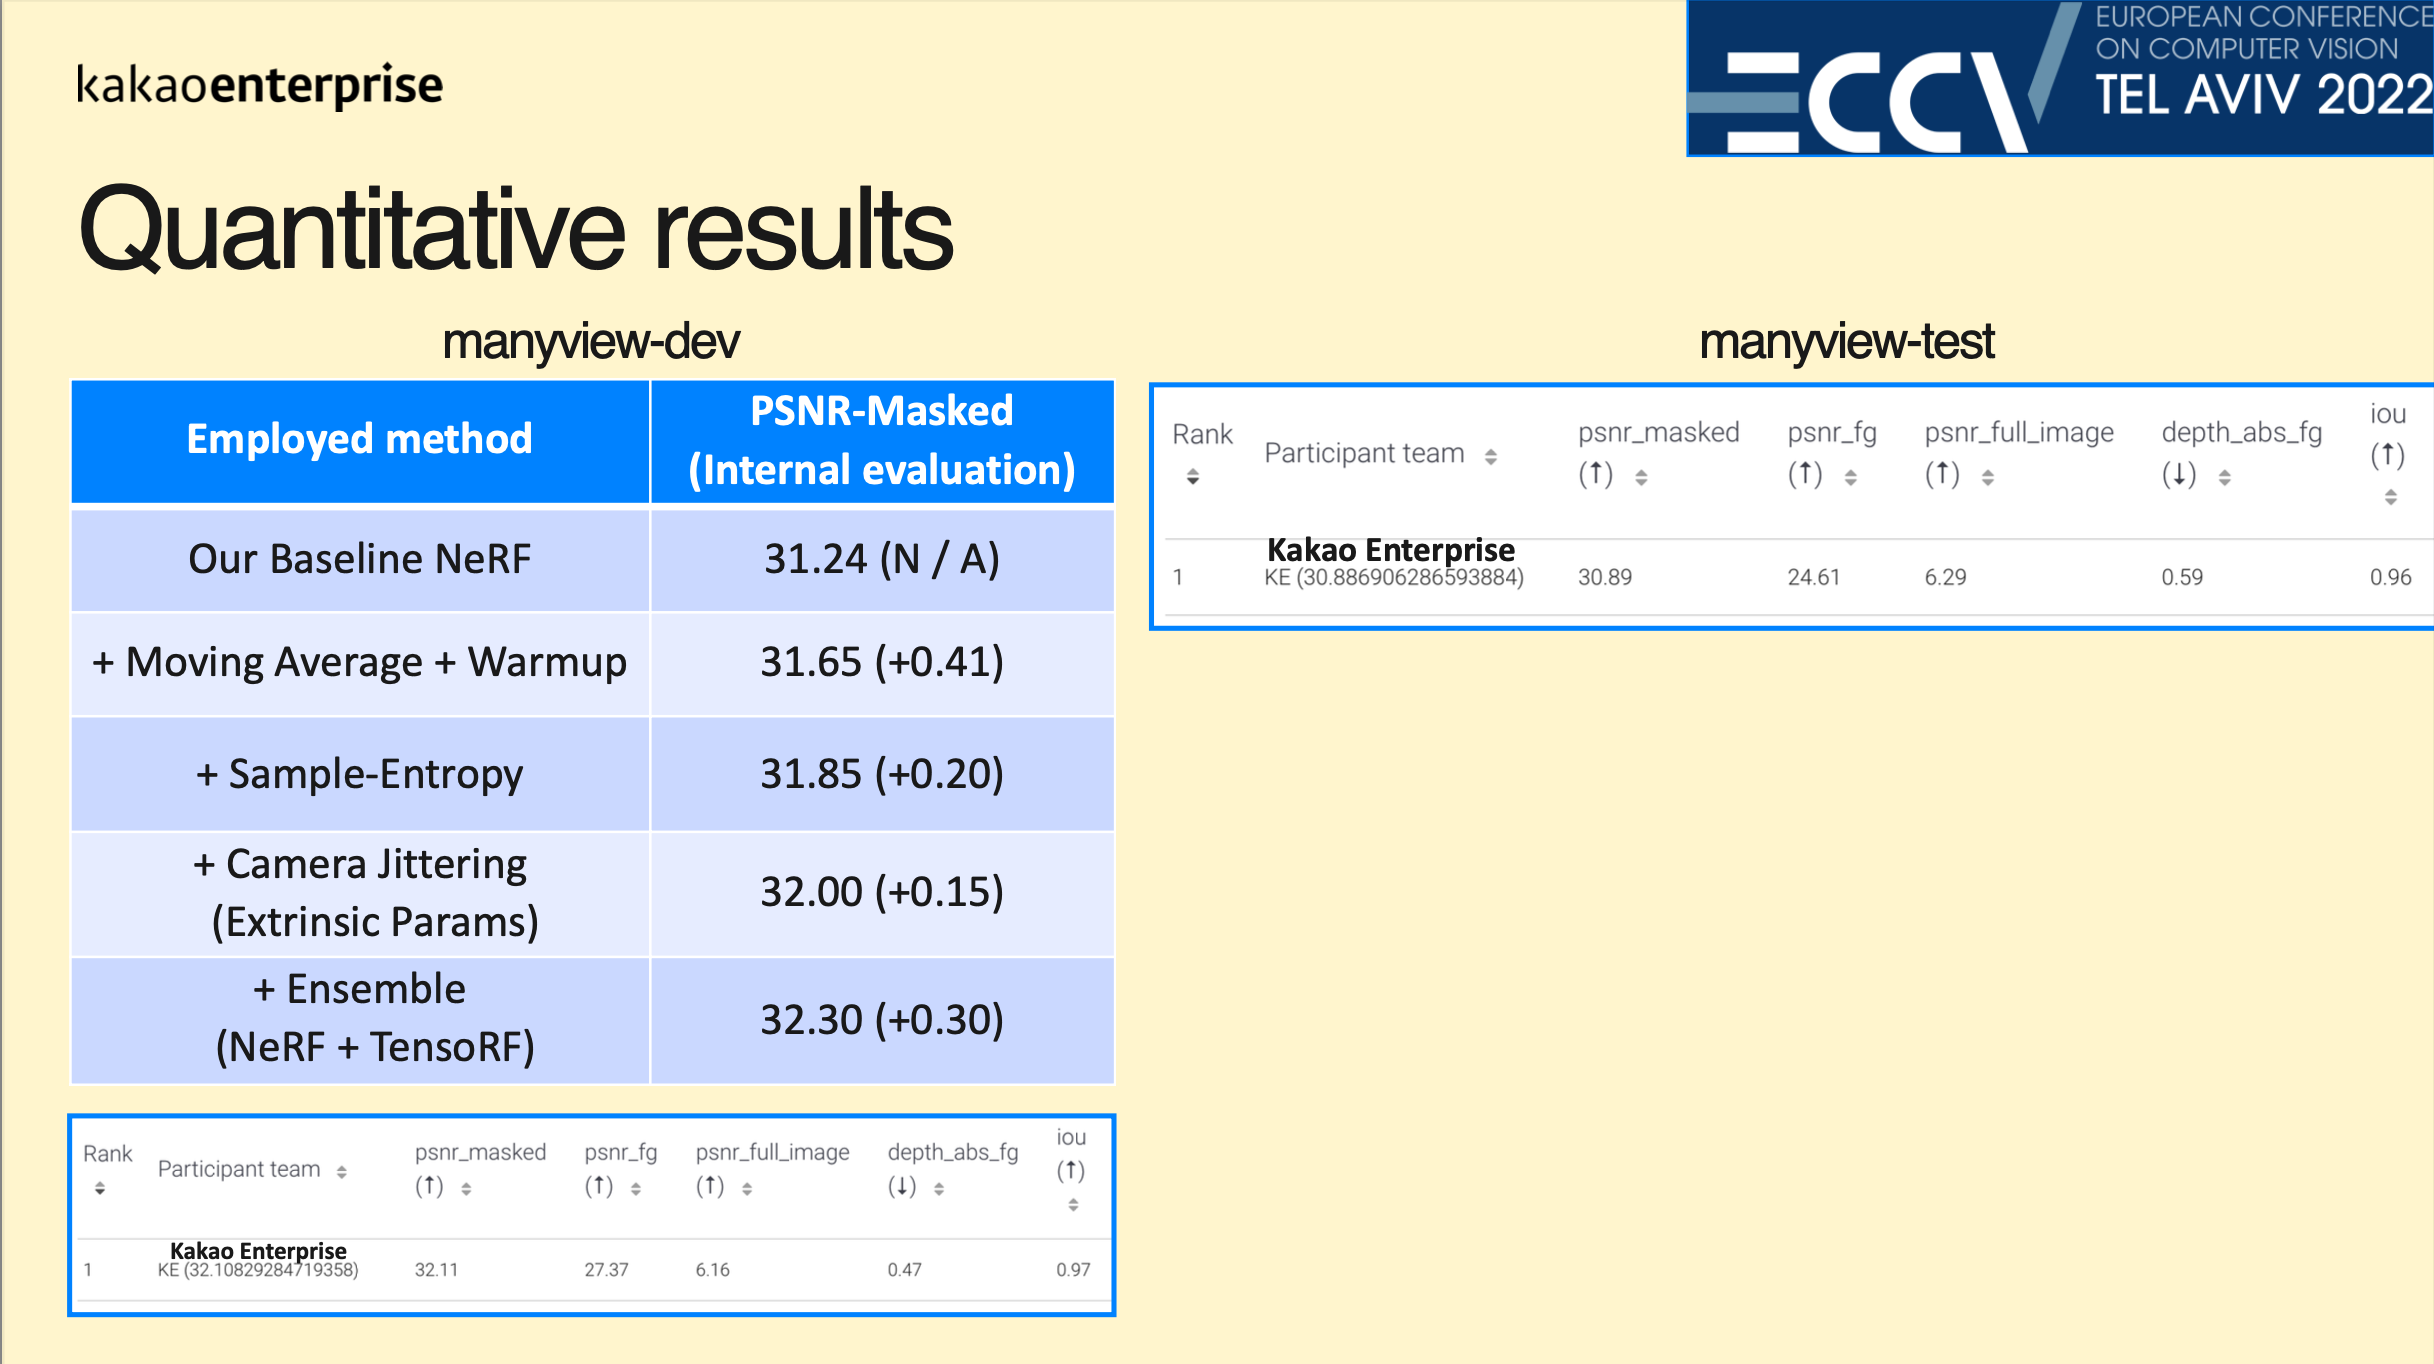 kakaoenterprise
ECCV
EUROPEAN CONFERENCE
ON COMPUTER VISION
TEL AVIV 2022
Quantitative results
manyview-dev
Employed method
PSNR-Masked
(Internal evaluation)
Our Baseline NeRF
31.24 (N / A)
+ Moving Average + Warmup
31.65 (+0.41)
+ Sample-Entropy
31.85 (+0.20)
+ Camera Jittering
(Extrinsic Params)
32.00 (+0.15)
+ Ensemble
(NeRF + TensoRF)
32.30 (+0.30)
Rank
Participant team
psnr_masked
(↑)
psnr_fg
(↑)
psnr_full_image
(↑)
depth_abs_fg
(↓)
iou
(↑)
Kakao Enterprise
1 KE (32.10829284719358) 32.11 27.37 6.16 0.47 0.97
manyview-test
Rank
Participant team
psnr_masked
(↑)
psnr_fg
(↑)
psnr_full_image
(↑)
depth_abs_fg
(↓)
iou
(↑)
Kakao Enterprise
1 KE (30.886906286593884) 30.89 24.61 6.29 0.59 0.96